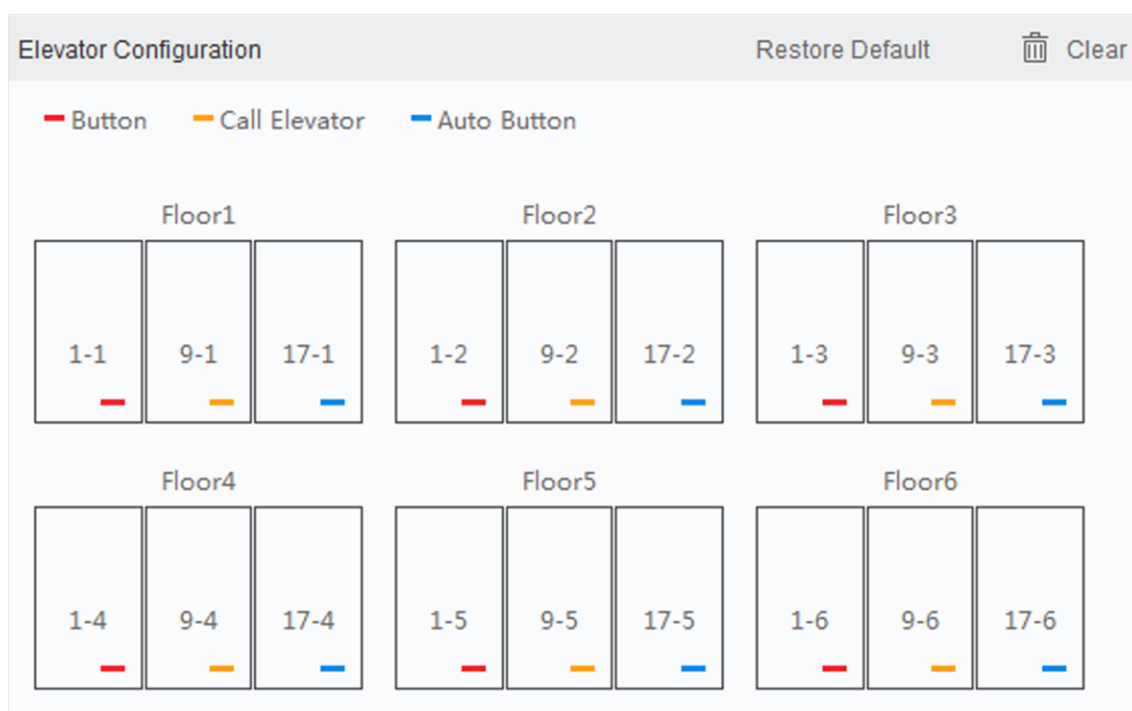 Elevator Configuration Restore Default Clear
Button Call Elevator Auto Button
Floor1 Floor2 Floor3
1-1 9-1 17-1 1-2 9-2 17-2 1-3 9-3 17-3
Floor4 Floor5 Floor6
1-4 9-4 17-4 1-5 9-5 17-5 1-6 9-6 17-6